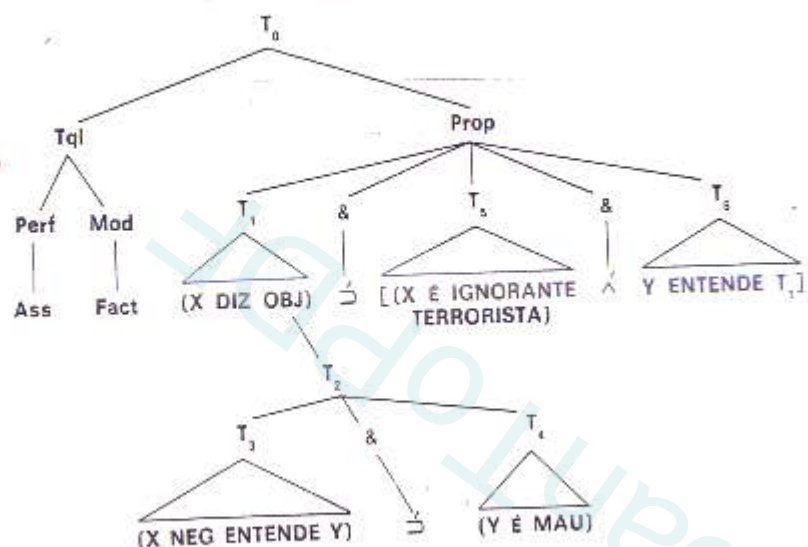 T₀
Tql Prop
Perf Mod T₁ & T₅ & T₆
Ass Fact (X DIZ OBJ) ⊃ [(X É IGNORANTE ∧ Y ENTENDE T₁]
TERRORISTA)
T₂
T₃ & T₄
(X NEG ENTENDE Y) ⊃ (Y É MAU)